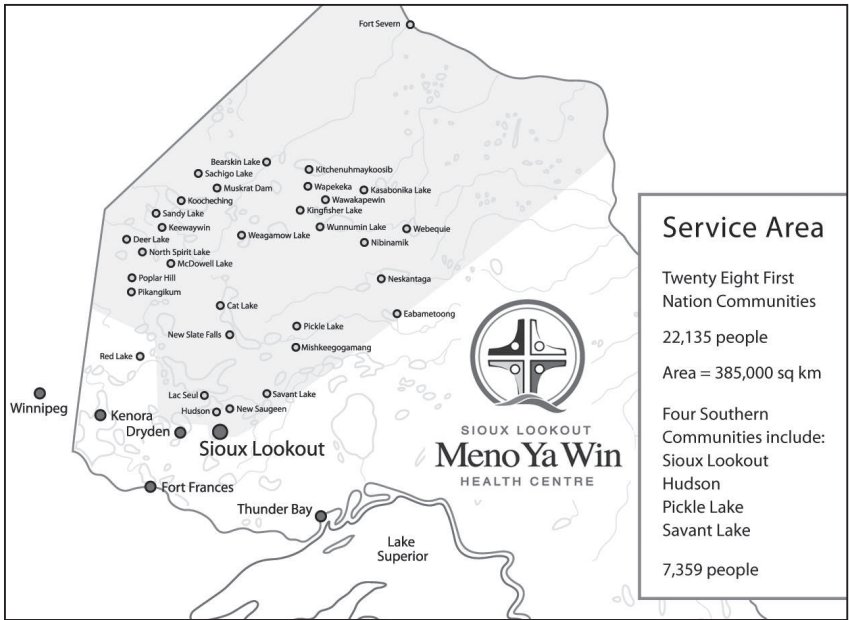 Fort Severn
Bearskin Lake
Sachigo Lake
Kitchenuhmaykoosib
Muskrat Dam
Wapekeka
Kasabonika Lake
Koocheching
Wawakapewin
Sandy Lake
Kingfisher Lake
Keewaywin
Wunnumin Lake
Webequie
Deer Lake
Weagamow Lake
Nibinamik
North Spirit Lake
McDowell Lake
Poplar Hill
Neskantaga
Pikangikum
Cat Lake
Eabametoong
New Slate Falls
Pickle Lake
Mishkeegogamang
Red Lake
Lac Seul
Savant Lake
Winnipeg
Hudson
New Saugeen
Kenora
Dryden
Sioux Lookout
Fort Frances
Thunder Bay
Lake
Superior
SIOUX LOOKOUT
Meno Ya Win
HEALTH CENTRE
Service Area
Twenty Eight First
Nation Communities
22,135 people
Area = 385,000 sq km
Four Southern
Communities include:
Sioux Lookout
Hudson
Pickle Lake
Savant Lake
7,359 people